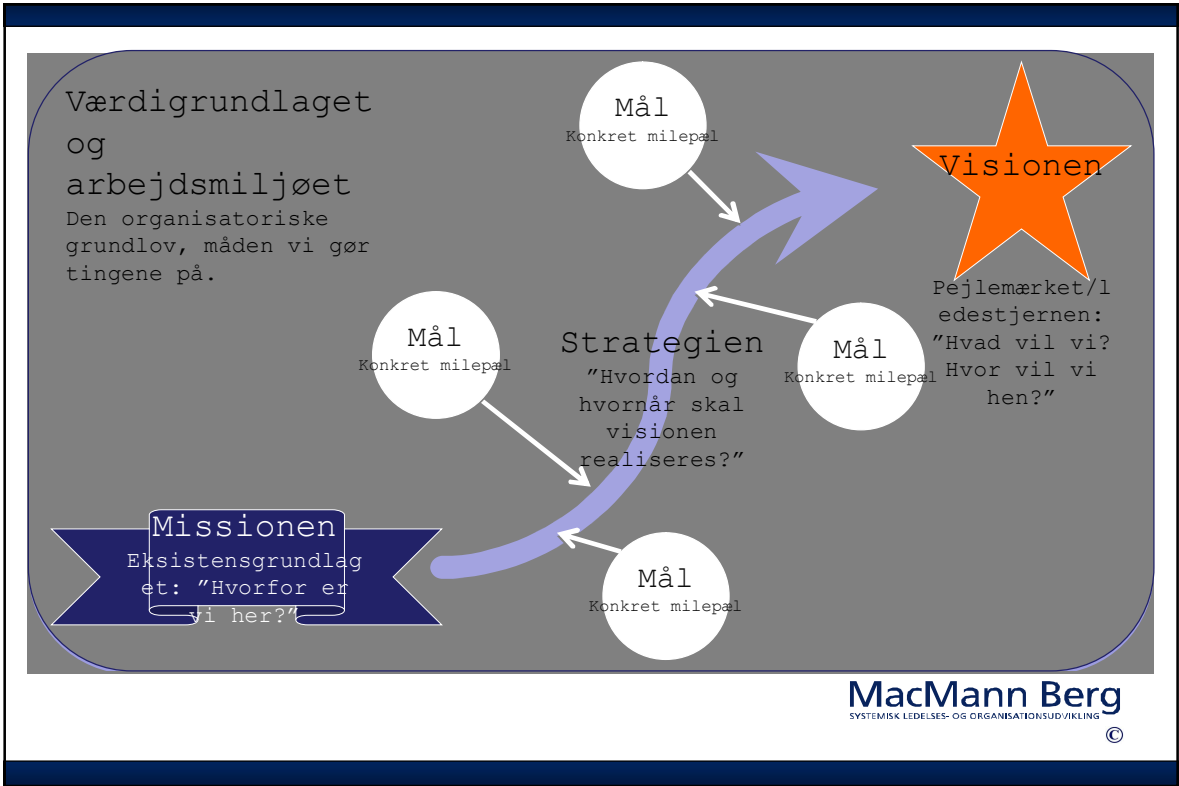 Værdigrundlaget
og
arbejdsmiljøet
Den organisatoriske
grundlov, måden vi gør
tingene på.
Mål
Konkret milepæl
Visionen
Pejlemærket/l
edestjernen:
”Hvad vil vi?
Hvor vil vi
hen?”
Mål
Konkret milepæl
Strategien
”Hvordan og
hvornår skal
visionen
realiseres?”
Mål
Konkret milepæl
Missionen
Eksistensgrundlag
et: ”Hvorfor er
vi her?”
Mål
Konkret milepæl
MacMann Berg
SYSTEMISK LEDELSES- OG ORGANISATIONSUDVIKLING
©